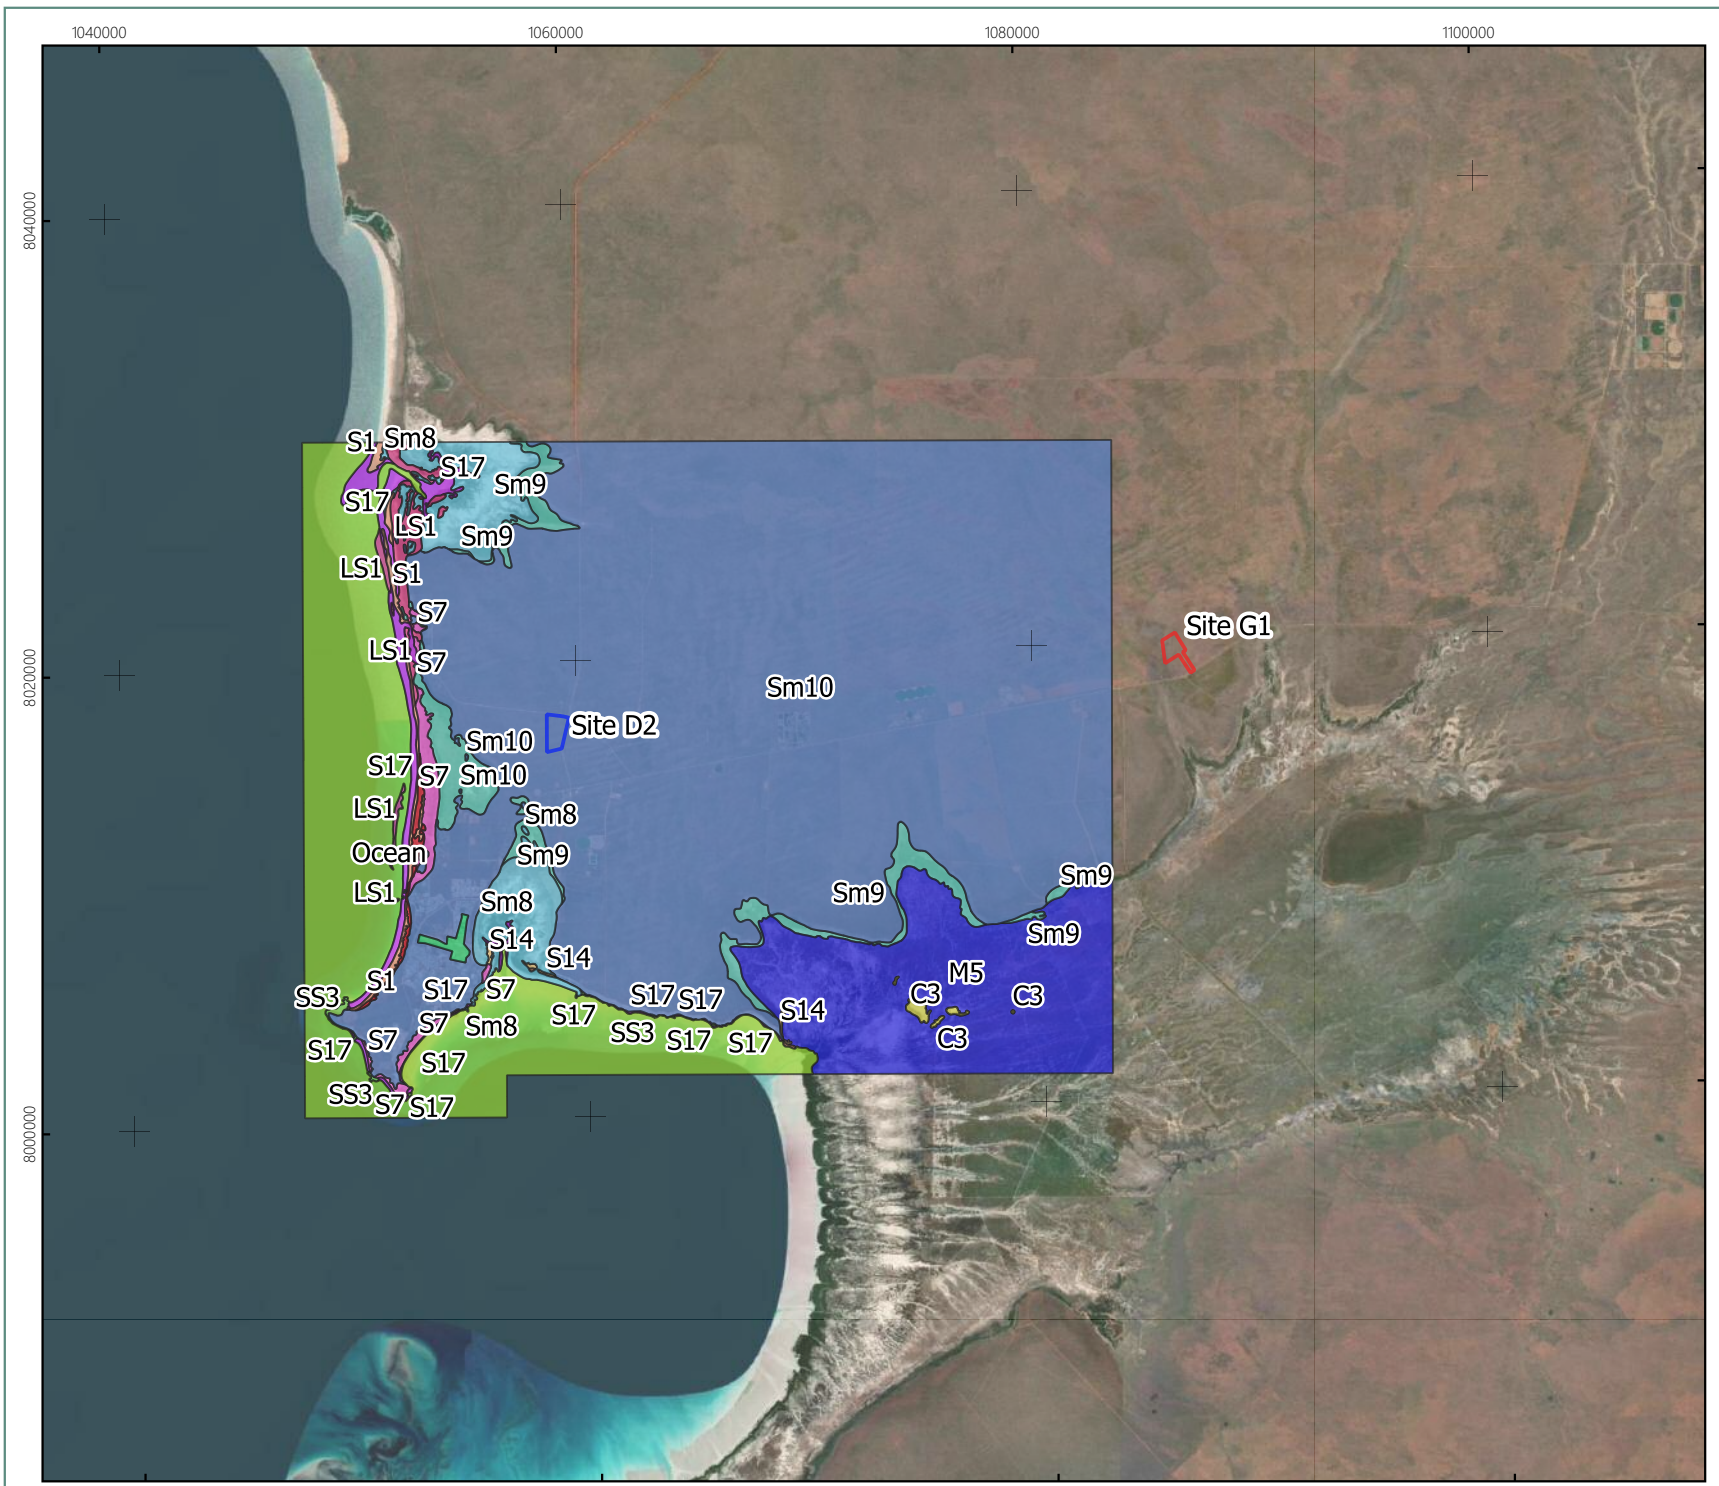 1040000
1060000
1080000
1100000
8040000
8020000
8000000
S1
Sm8
S17
Sm9
S17
LS1
Sm9
LS1
S1
S7
Site G1
LS1
S7
Sm10
Site D2
Sm10
S17
S7
Sm10
LS1
Sm8
Ocean
Sm9
LS1
Sm9
Sm9
Sm8
Sm9
S14
S14
M5
S1
S17
S7
SS3
S17
S17
C3
C3
S14
S17
S7
Sm8
SS3
S7
S17
S17
C3
S17
S17
SS3
S7
S17